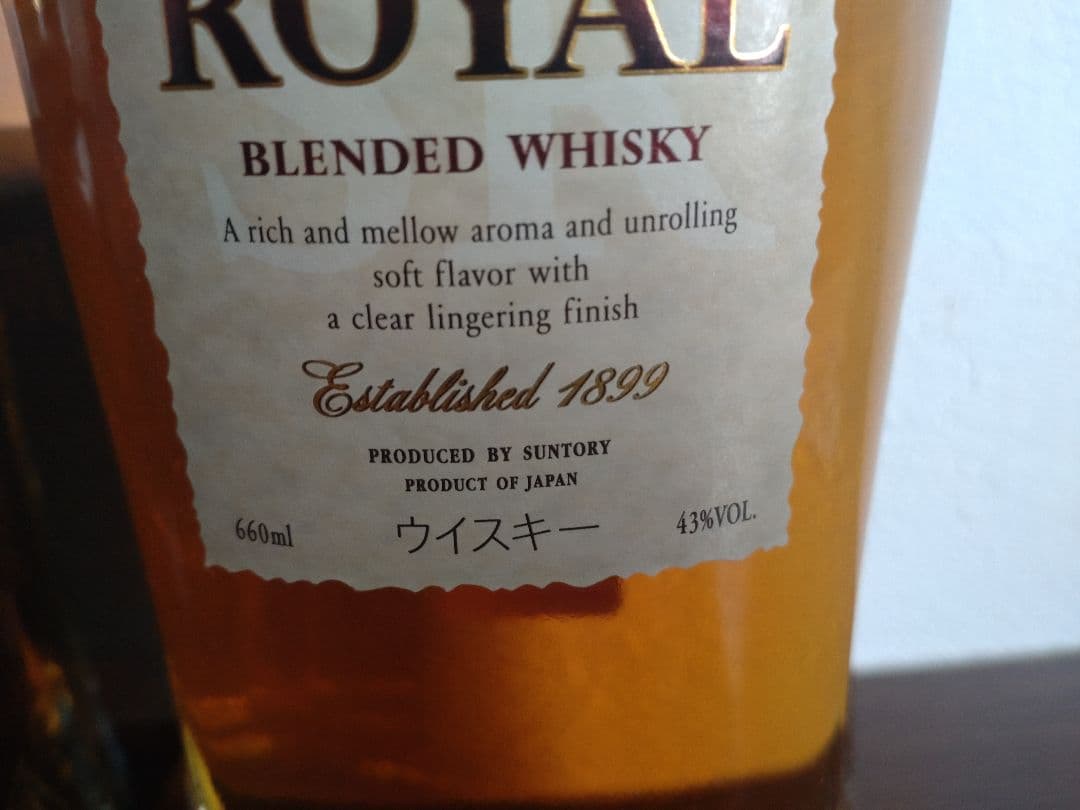 ROYAL
BLENDED WHISKY
A rich and mellow aroma and unrolling
soft flavor with
a clear lingering finish
Established 1899
PRODUCED BY SUNTORY
PRODUCT OF JAPAN
660ml ウイスキー 43%VOL.